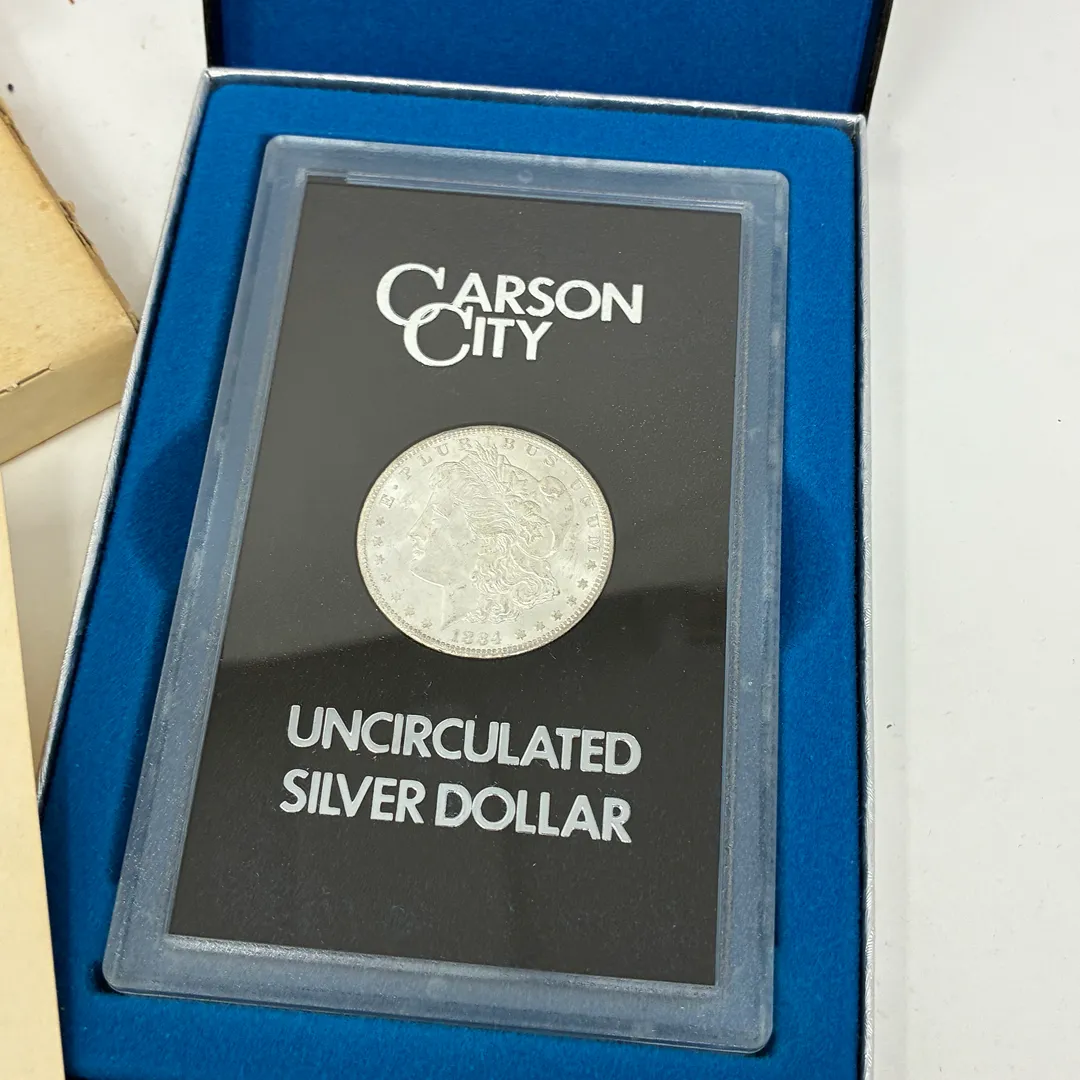 CARSON
CITY
E·PLURIBUS·UNUM
1884
UNCIRCULATED
SILVER DOLLAR